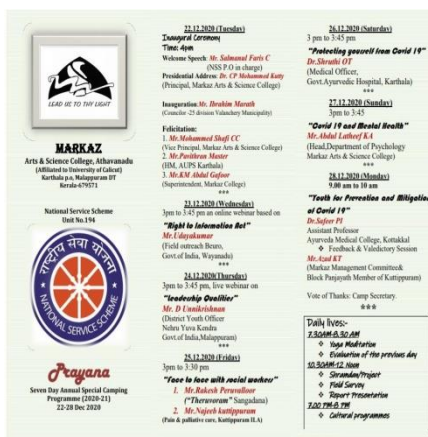 LEAD US TO THY LIGHT
MARKAZ
Arts & Science College, Athavanadu
(Affiliated to University of Calicut)
Karthala p.o, Malappuram DT
Kerala-679571
National Service Scheme
Unit No.194
राष्ट्रीय सेवा योजना
NATIONAL SERVICE SCHEME
Prayana
Seven Day Annual Special Camping
Programme (2020-21)
22-28 Dec 2020
22.12.2020 (Tuesday)
Inaugural Ceremony
Time: 4pm
Welcome Speech: Mr. Salmanul Faris C
(NSS P.O in charge)
Presidential Address: Dr. CP Mohammed Kutty
(Principal, Markaz Arts & Science College)
Inauguration: Mr. Ibrahim Marath
(Councilor -25 division Valanchery Municipality)
Felicitation:
1. Mr.Mohammed Shafi CC
(Vice Principal, Markaz Arts & Science College)
2. Mr.Pavithran Master
(HM, AUPS Karthala)
3. Mr.KM Abdul Gafoor
(Superintendent, Markaz College)
***
23.12.2020 (Wednesday)
3pm to 3:45 pm an online webinar based on
"Right to Information Act"
Mr.Udayakumar
(Field outreach Bearo,
Govt.of India, Wayanadu)
***
24.12.2020(Thursday)
3pm to 3:45pm, live webinar on
"leadership Qualities"
Mr. D Unnikrishnan
(District Youth Officer
Nehru Yuva Kendra
Govt.of India,Malappuram)
***
25.12.2020 (Friday)
3pm to 3:30 pm
"Face to face with social workers"
1. Mr.Rakesh Peruvalloor
("Theruvoram" Sangadana)
2. Mr.Najeeb kuttippuram
(Pain & palliative care, Kuttippuram II.A)
26.12.2020 (Saturday)
3 pm to 3:45 pm
"Protecting yourself from Covid 19"
Dr.Shruthi OT
(Medical Officer,
Govt.Ayurvedic Hospital, Karthala)
***
27.12.2020 (Sunday)
3pm to 3:45
"Covid 19 and Mental Health"
Mr.Abdul Latheef KA
(Head,Department of Psychology
Markaz Arts & Science College)
***
28.12.2020 (Monday)
9.00 am to 10 am
"Youth for Prevention and Mitigation
of Covid 19"
Dr.Safeer PI
Assistant Professor
Ayurveda Medical College, Kottakkal
❖ Feedback & Valedictory Session
Mr.Azad KT
(Markaz Management Committee&
Block Panjayath Member of Kuttippuram)
Vote of Thanks: Camp Secretary.
***
Daily lives:-
7.30AM-8.30 AM
❖ Yoga Meditation
❖ Evaluation of the previous day
10.30AM-12 Noon
❖ Shramdan/Project
❖ Field Survey
❖ Report Presentation
7.00 PM-8 PM
❖ Cultural programmes